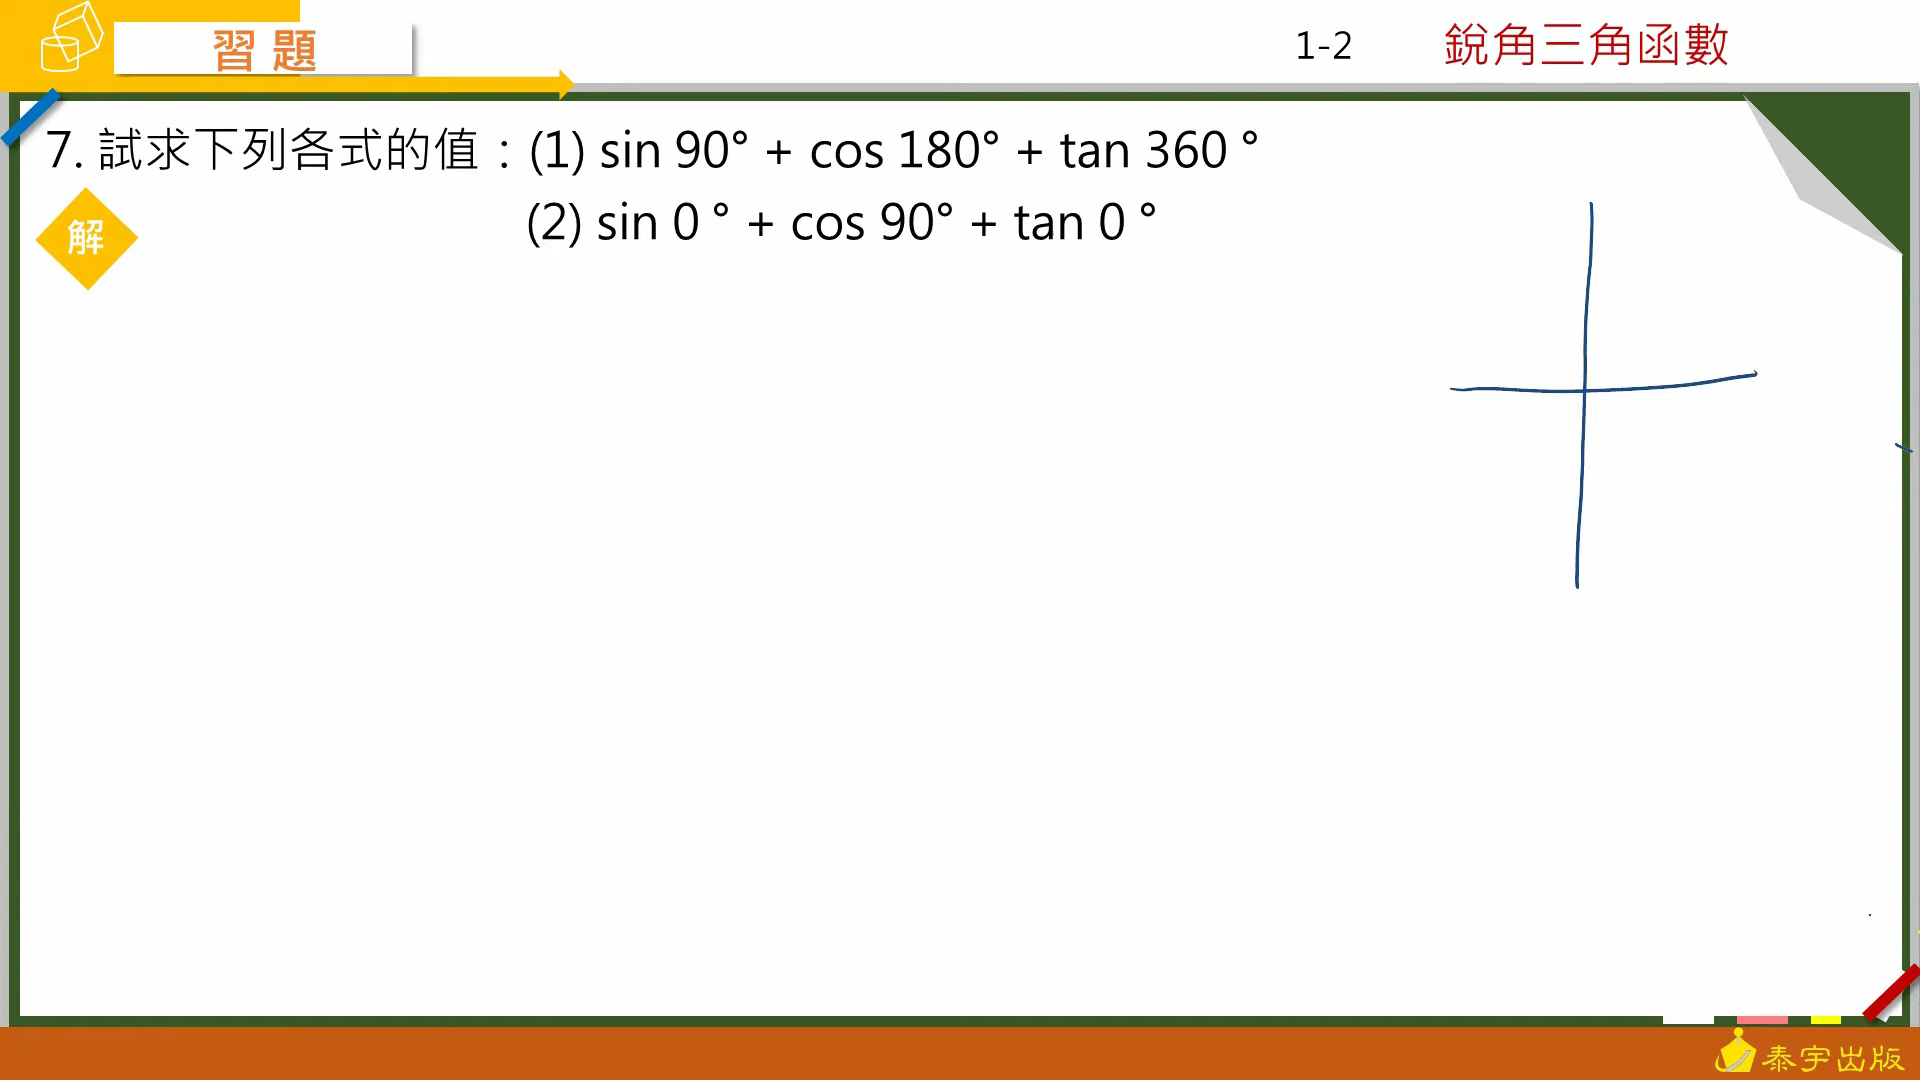 習 題
1-2 銳角三角函數
7. 試求下列各式的值：(1) sin 90° + cos 180° + tan 360 °
(2) sin 0 ° + cos 90° + tan 0 °
解
泰宇出版